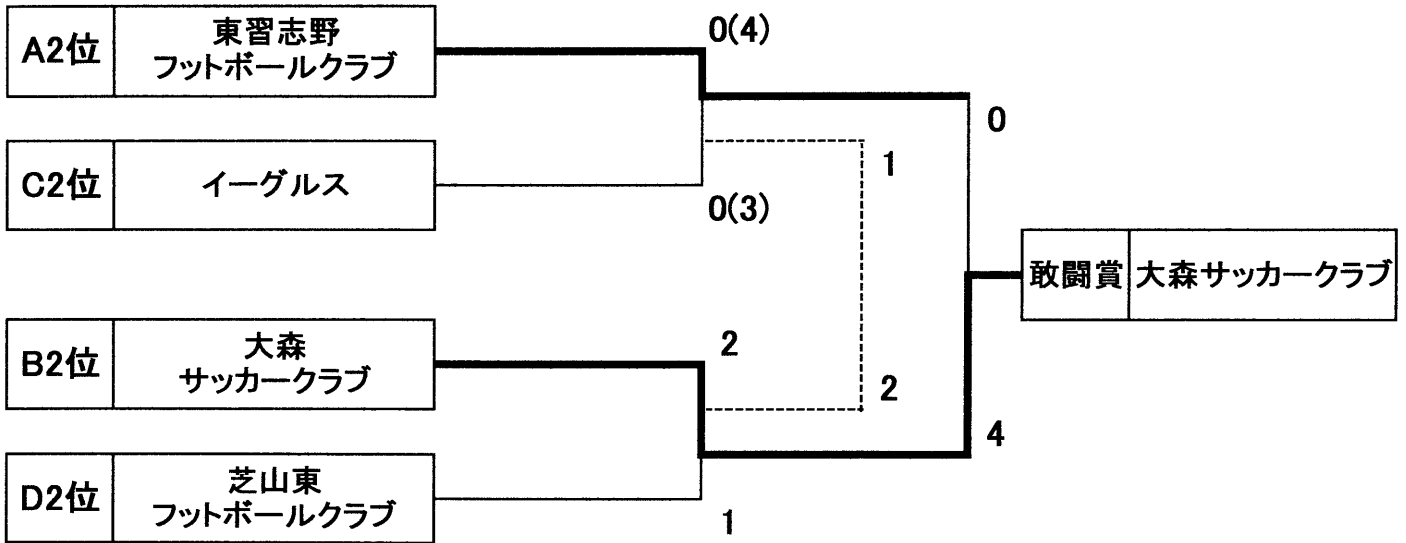 A2位
東習志野
フットボールクラブ
0(4)
0
C2位
イーグルス
1
0(3)
敢闘賞
大森サッカークラブ
B2位
大森
サッカークラブ
2
2
4
D2位
芝山東
フットボールクラブ
1